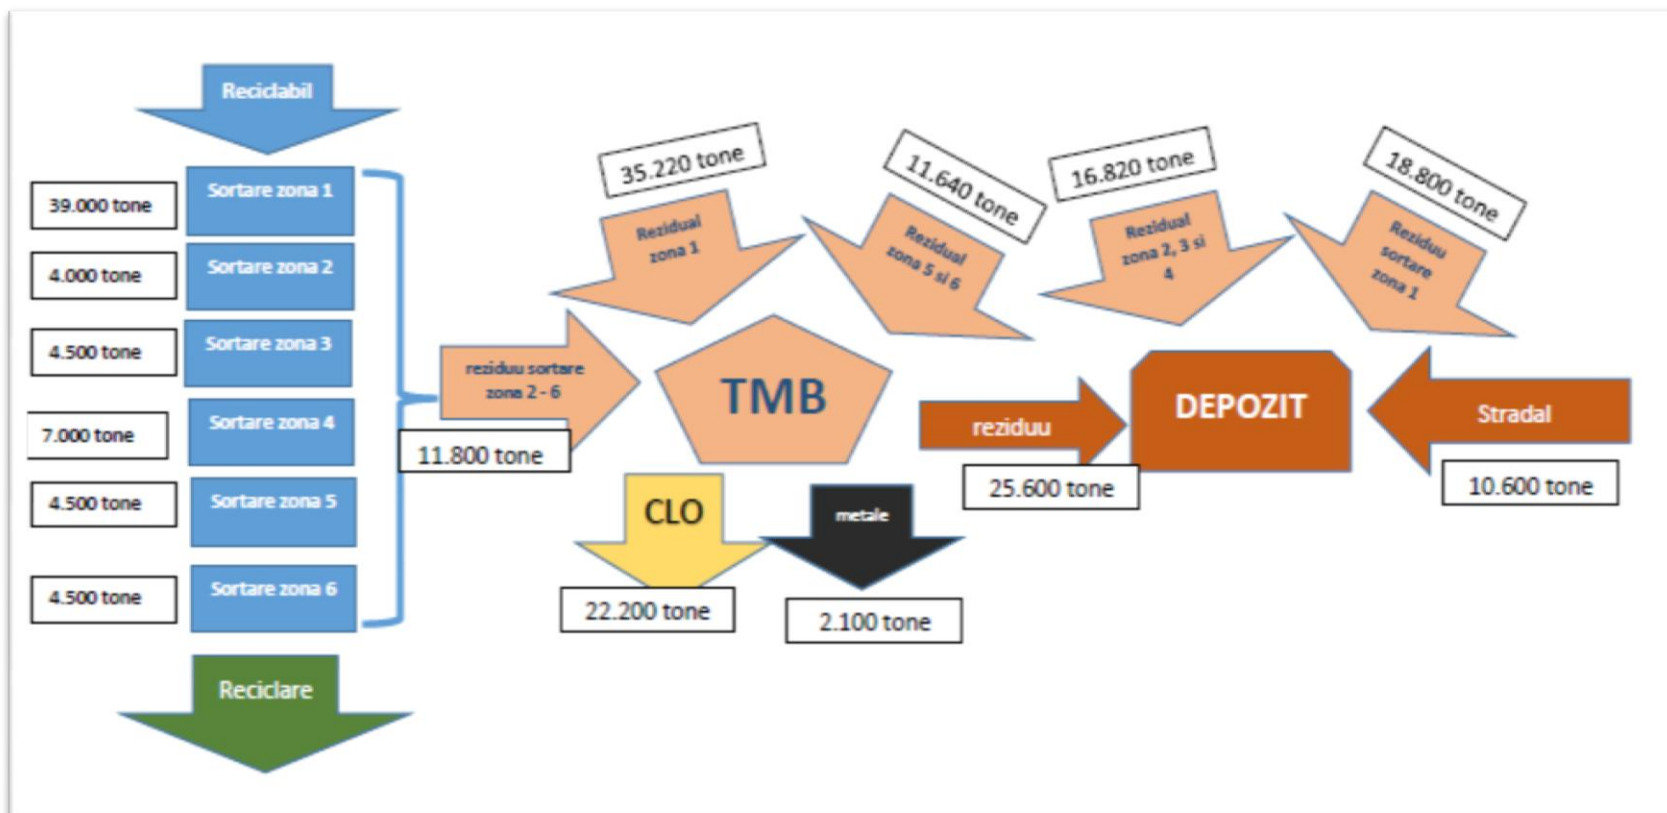 Reciclabil
39.000 tone
Sortare zona 1
4.000 tone
Sortare zona 2
4.500 tone
Sortare zona 3
7.000 tone
Sortare zona 4
4.500 tone
Sortare zona 5
4.500 tone
Sortare zona 6
Reciclare
reziduu sortare
zona 2 - 6
11.800 tone
35.220 tone
Rezidual
zona 1
11.640 tone
Rezidual
zona 5 si 6
TMB
CLO
22.200 tone
metale
2.100 tone
reziduu
25.600 tone
16.820 tone
Rezidual
zona 2, 3 si
4
18.800 tone
Reziduu
sortare
zona 1
DEPOZIT
Stradal
10.600 tone